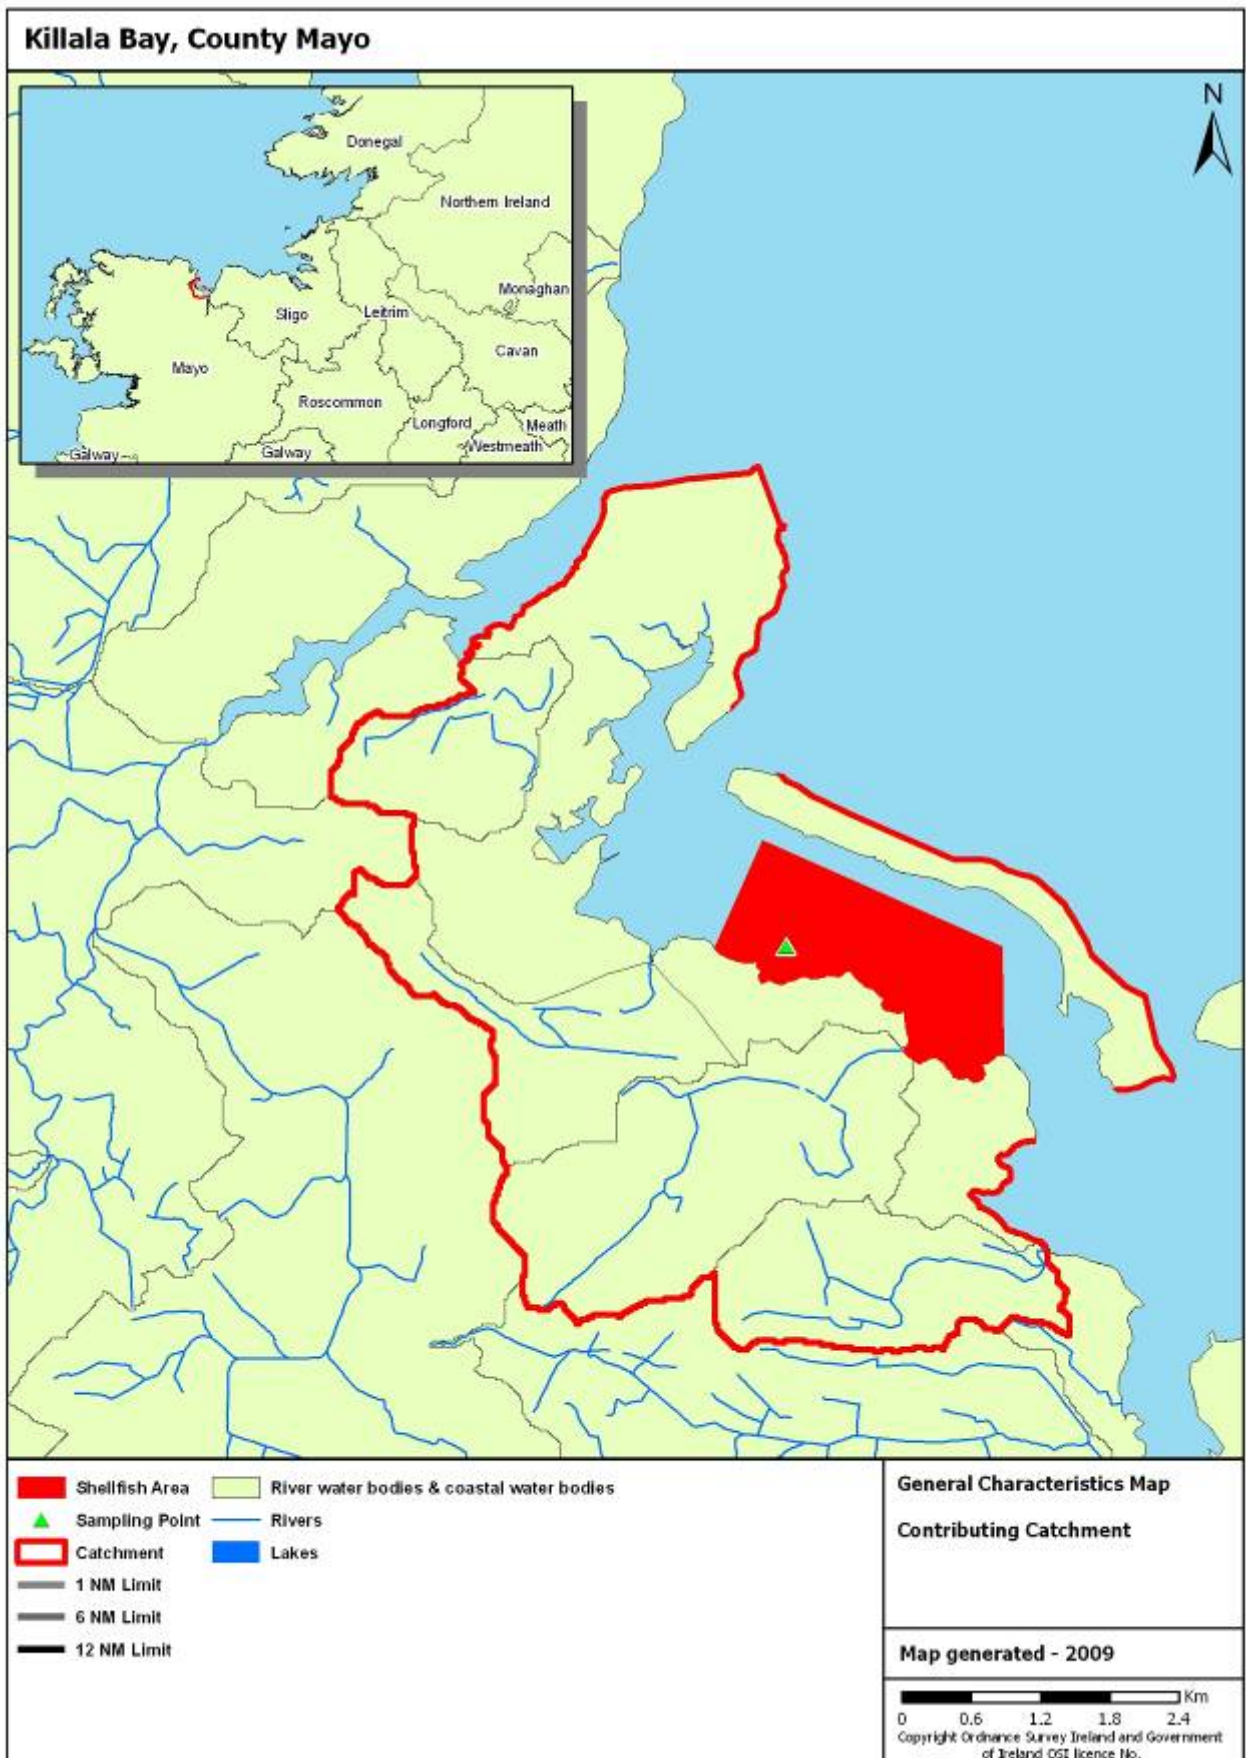 Killala Bay, County Mayo
N
Donegal
Northern Ireland
Monaghan
Sligo
Leitrim
Cavan
Mayo
Roscommon
Longford
Meath
Westmeath
Galway
Galway
Shellfish Area
River water bodies & coastal water bodies
Sampling Point
Rivers
Catchment
Lakes
1 NM Limit
6 NM Limit
12 NM Limit
General Characteristics Map
Contributing Catchment
Map generated - 2009
Km
0 0.6 1.2 1.8 2.4
Copyright Ordnance Survey Ireland and Government
of Ireland OSI licence No.